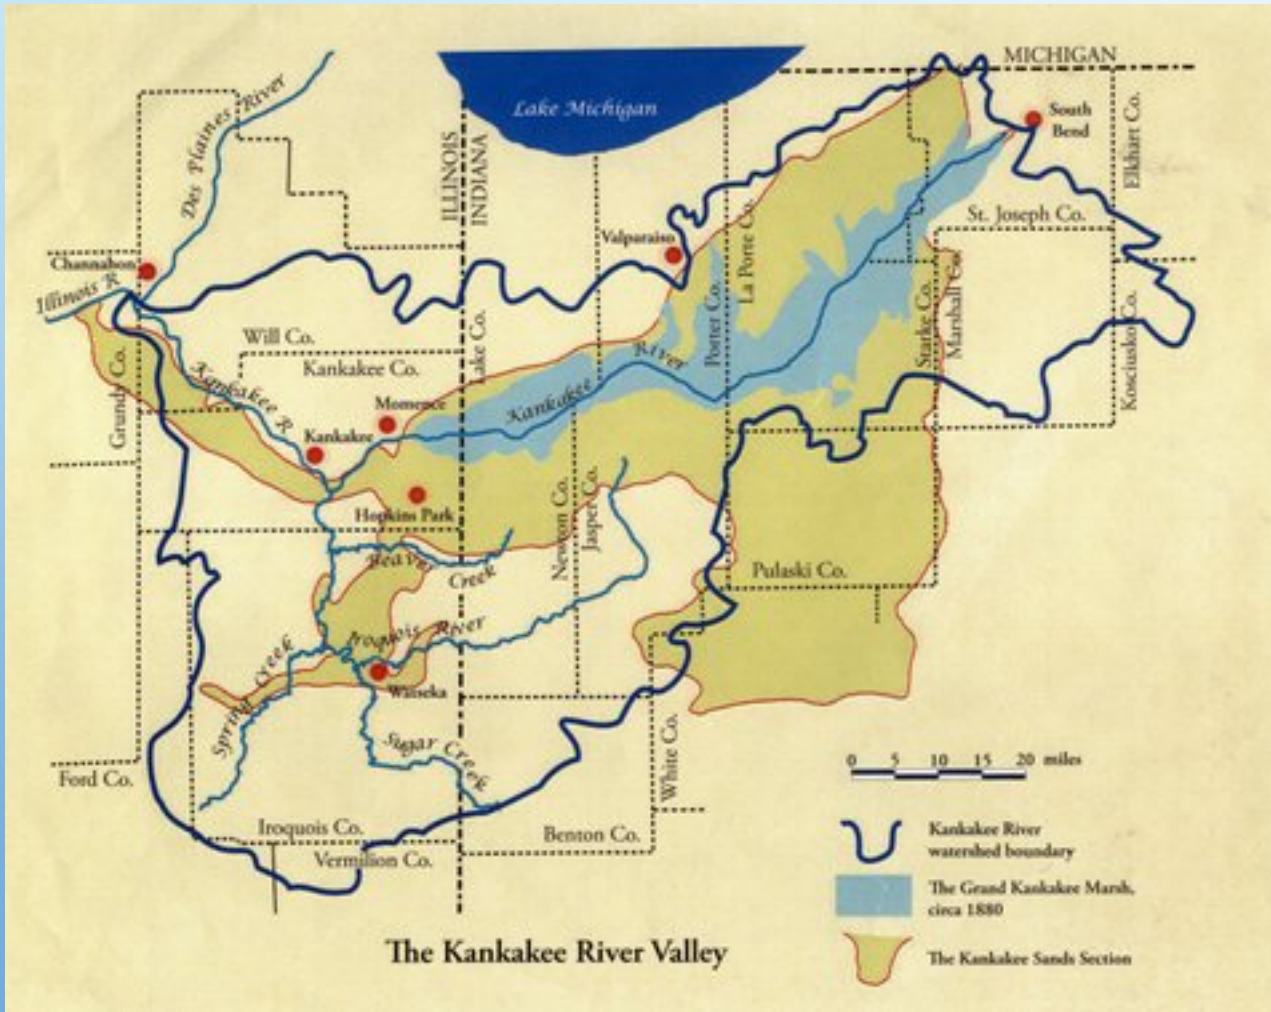 MICHIGAN
Des Plaines River
Lake Michigan
ILLINOIS
INDIANA
South
Bend
Elkhart Co.
St. Joseph Co.
Valparaiso
La Porte Co.
Channahon
Illinois R
Porter Co.
Starke Co.
Marshall Co.
Kosciusko Co.
Will Co.
Kankakee Co.
Lake Co.
Grundy Co.
Kankakee R
Kankakee River
Momence
Kankakee
Hopkins Park
Newton Co.
Jasper Co.
Beaver Creek
Pulaski Co.
Iroquois River
Spring Creek
Watseka
Sugar Creek
White Co.
Ford Co.
Iroquois Co.
Vermilion Co.
Benton Co.
0 5 10 15 20 miles
Kankakee River
watershed boundary
The Grand Kankakee Marsh,
circa 1880
The Kankakee Sands Section
The Kankakee River Valley